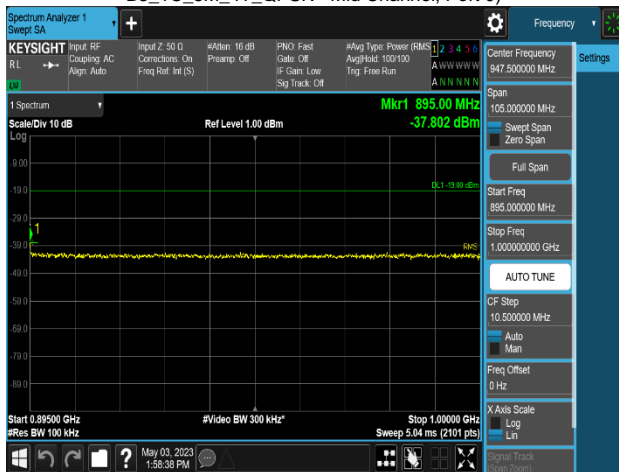 Spectrum Analyzer 1
Swept SA
+
Frequency
Settings
KEYSIGHT
RL
Input: RF
Coupling: AC
Align: Auto
Input Z: 50 Ω
Corrections: On
Freq Ref: Int (S)
#Atten: 16 dB
Preamp: Off
PNO: Fast
Gate: Off
IF Gain: Low
Sig Track: Off
#Avg Type: Power (RMS
Avg|Hold: 100/100
Trig: Free Run
1 2 3 4 5 6
A W W W W W
A N N N N N
1 Spectrum
Scale/Div 10 dB
Log
Ref Level 1.00 dBm
Mkr1 895.00 MHz
-37.802 dBm
-9.00
-19.0
-29.0
-39.0
-49.0
-59.0
-69.0
-79.0
-89.0
DL1 -19.00 dBm
1
RMS
Start 0.89500 GHz
#Res BW 100 kHz
#Video BW 300 kHz*
Stop 1.00000 GHz
Sweep 5.04 ms (2101 pts)
Center Frequency
947.500000 MHz
Span
105.000000 MHz
Swept Span
Zero Span
Full Span
Start Freq
895.000000 MHz
Stop Freq
1.000000000 GHz
AUTO TUNE
CF Step
10.500000 MHz
Auto
Man
Freq Offset
0 Hz
X Axis Scale
Log
Lin
Signal Track
(Span Zoom)
?
May 03, 2023
1:58:38 PM